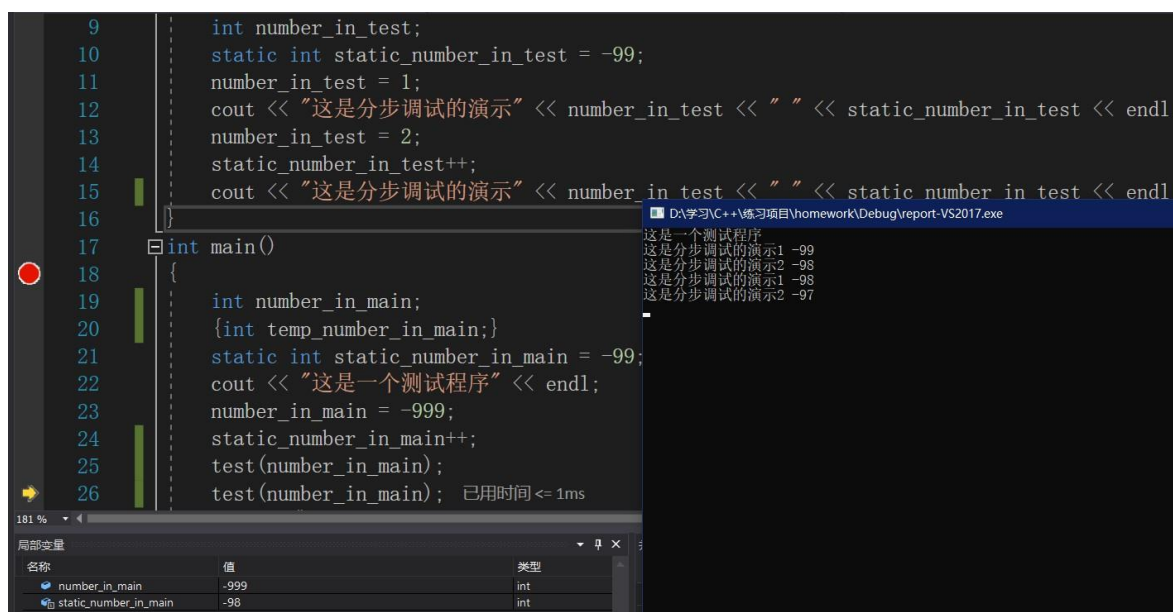 9 int number_in_test;
10 static int static_number_in_test = -99;
11 number_in_test = 1;
12 cout << "这是分步调试的演示" << number_in_test << " " << static_number_in_test << endl
13 number_in_test = 2;
14 static_number_in_test++;
15 cout << "这是分步调试的演示" << number_in_test << " " << static_number_in_test << endl
16 }
17 int main()
18 {
19 int number_in_main;
20 {int temp_number_in_main;}
21 static int static_number_in_main = -99;
22 cout << "这是一个测试程序" << endl;
23 number_in_main = -999;
24 static_number_in_main++;
25 test(number_in_main);
26 test(number_in_main); 已用时间 <= 1ms
181 %
局部变量
名称 值 类型
number_in_main -999 int
static_number_in_main -98 int
D:\学习\C++\练习项目\homework\Debug\report-VS2017.exe
这是一个测试程序
这是分步调试的演示1 -99
这是分步调试的演示2 -98
这是分步调试的演示1 -98
这是分步调试的演示2 -97